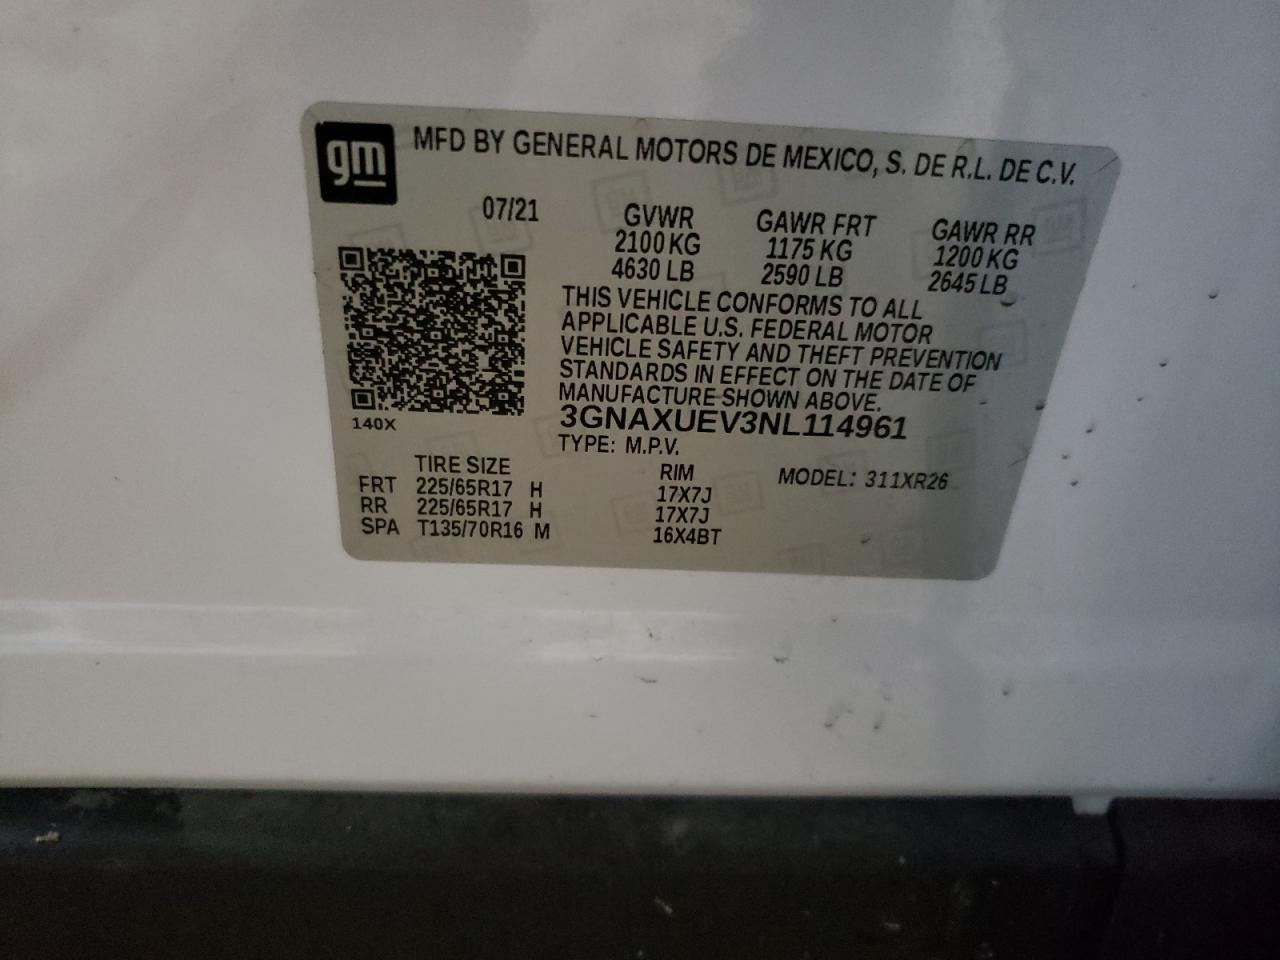 gm
MFD BY GENERAL MOTORS DE MEXICO, S. DE R.L. DE C.V.
07/21 GVWR GAWR FRT GAWR RR
2100 KG 1175 KG 1200 KG
4630 LB 2590 LB 2645 LB
THIS VEHICLE CONFORMS TO ALL
APPLICABLE U.S. FEDERAL MOTOR
VEHICLE SAFETY AND THEFT PREVENTION
STANDARDS IN EFFECT ON THE DATE OF
MANUFACTURE SHOWN ABOVE.
3GNAXUEV3NL114961
140X
TYPE: M.P.V.
TIRE SIZE RIM MODEL: 311XR26
FRT 225/65R17 H 17X7J
RR 225/65R17 H 17X7J
SPA T135/70R16 M 16X4BT